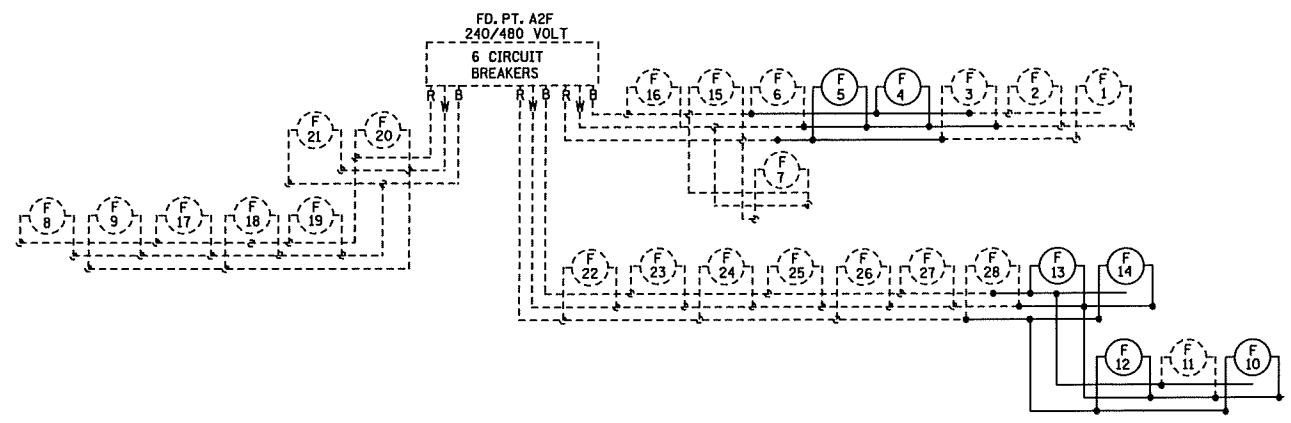 FD. PT. A2F
240/480 VOLT
6 CIRCUIT
BREAKERS
R W B R W B R W B
F 16
F 15
F 6
F 5
F 4
F 3
F 2
F 1
F 21
F 20
F 7
F 8
F 9
F 17
F 18
F 19
F 22
F 23
F 24
F 25
F 26
F 27
F 28
F 13
F 14
F 12
F 11
F 10